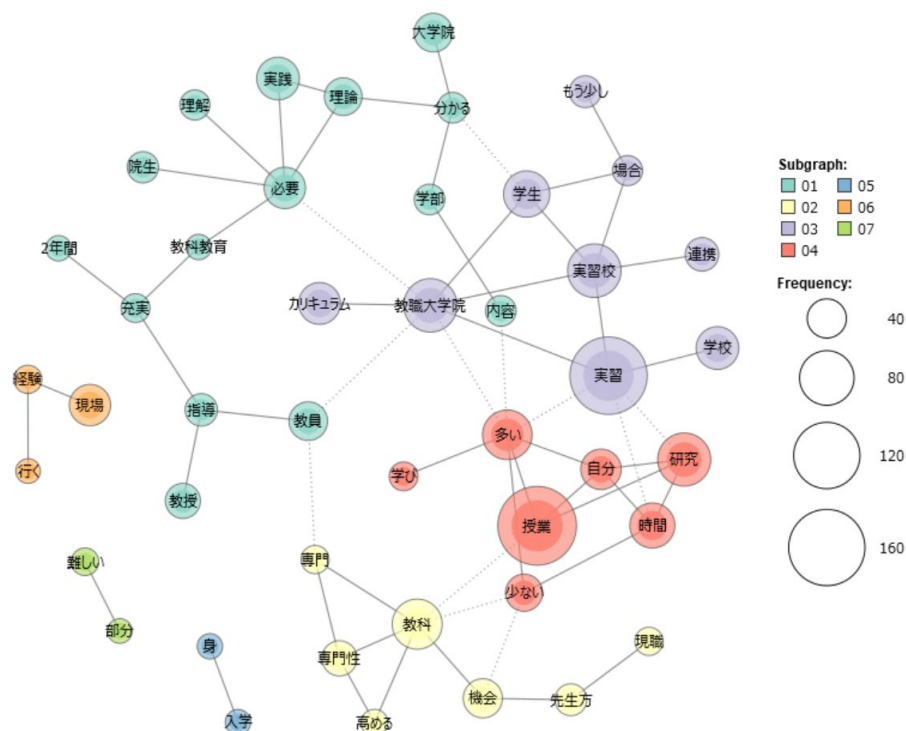 大学院
実践
理論
もう少し
理解
分かる
院生
場合
必要
学部
学生
2年間
教科教育
連携
実習校
カリキュラム
教職大学院
内容
充実
学校
経験
実習
現場
指導
教員
多い
行く
学び
自分
研究
教授
授業
時間
難しい
専門
少ない
部分
教科
身
専門性
現職
機会
先生方
入学
高める
Subgraph:
01
05
02
06
03
07
04
Frequency:
40
80
120
160